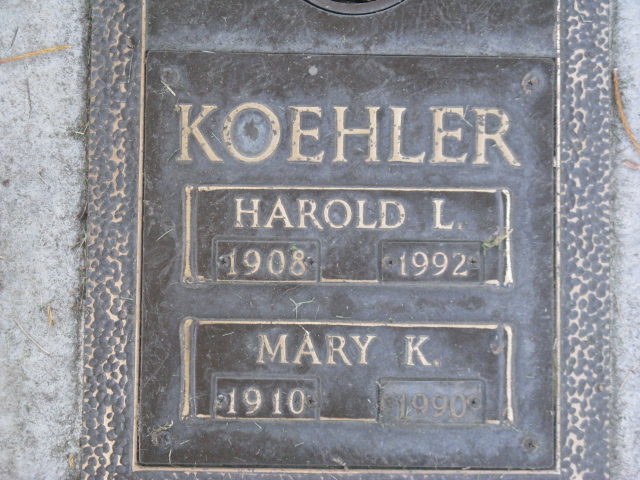 KOEHLER
HAROLD L.
1908 1992
MARY K.
1910 1990